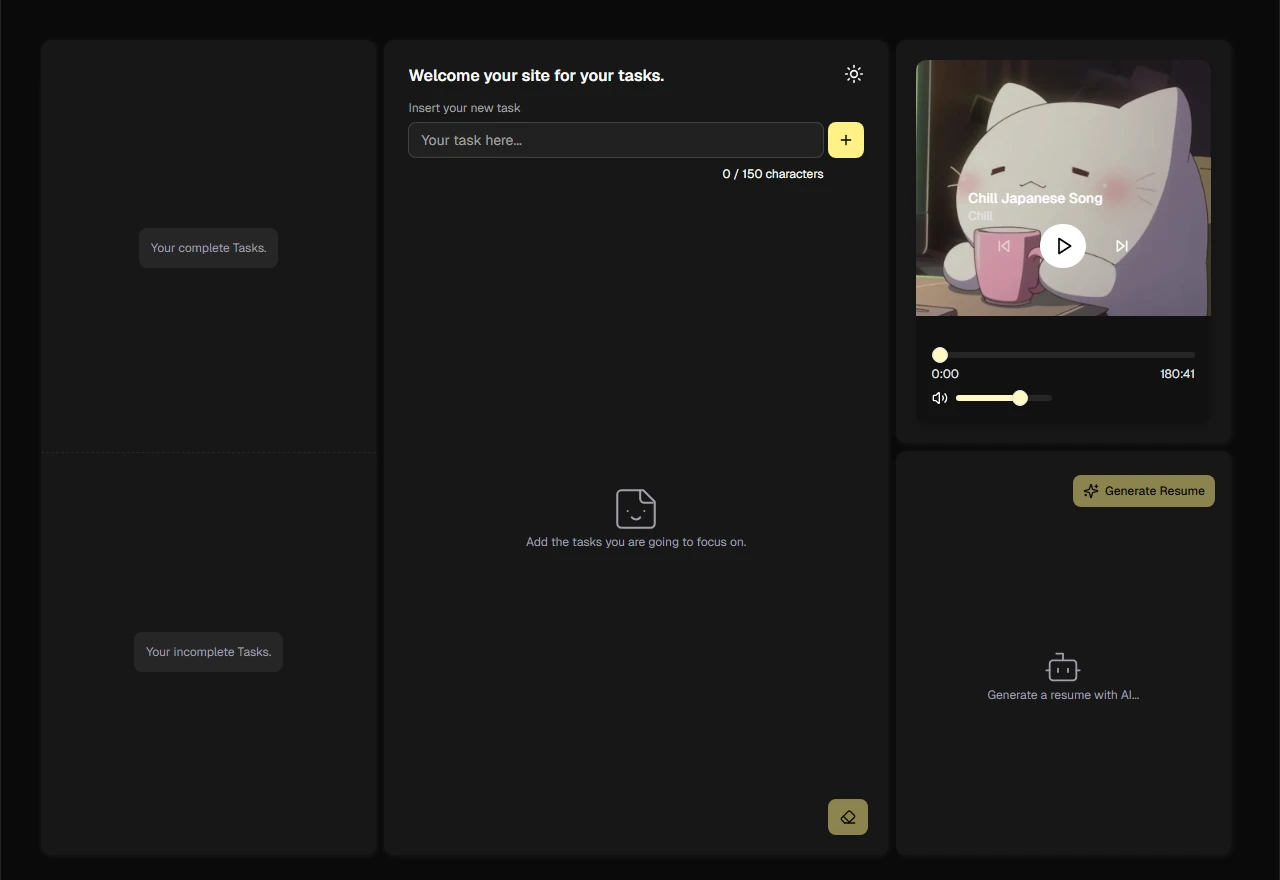 Your complete Tasks.
Your incomplete Tasks.
Welcome your site for your tasks.
Insert your new task
Your task here...
0 / 150 characters
Add the tasks you are going to focus on.
Chill Japanese Song
Chill
0:00
180:41
Generate Resume
Generate a resume with AI...